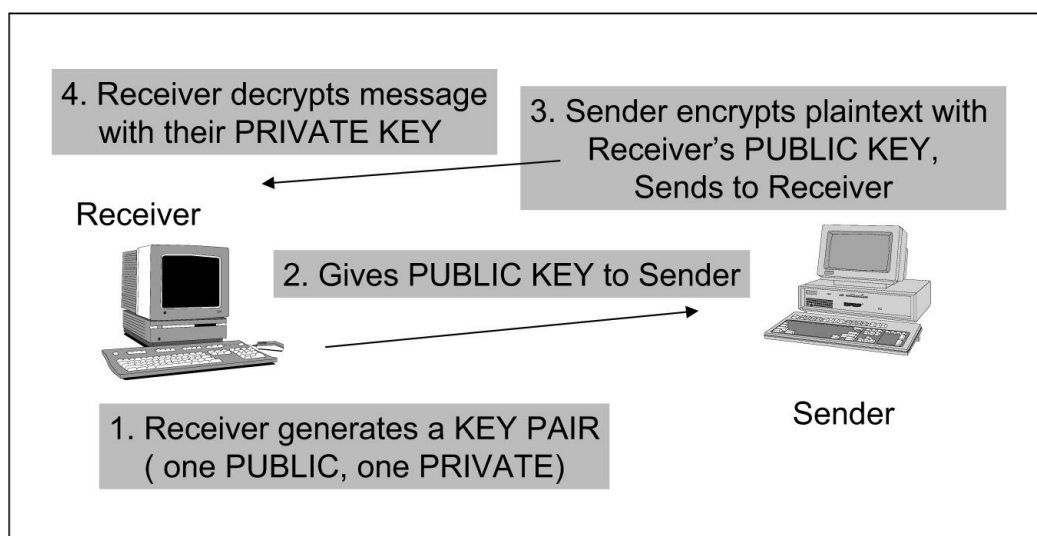 4. Receiver decrypts message
with their PRIVATE KEY
3. Sender encrypts plaintext with
Receiver’s PUBLIC KEY,
Sends to Receiver
Receiver
2. Gives PUBLIC KEY to Sender
Sender
1. Receiver generates a KEY PAIR
( one PUBLIC, one PRIVATE)